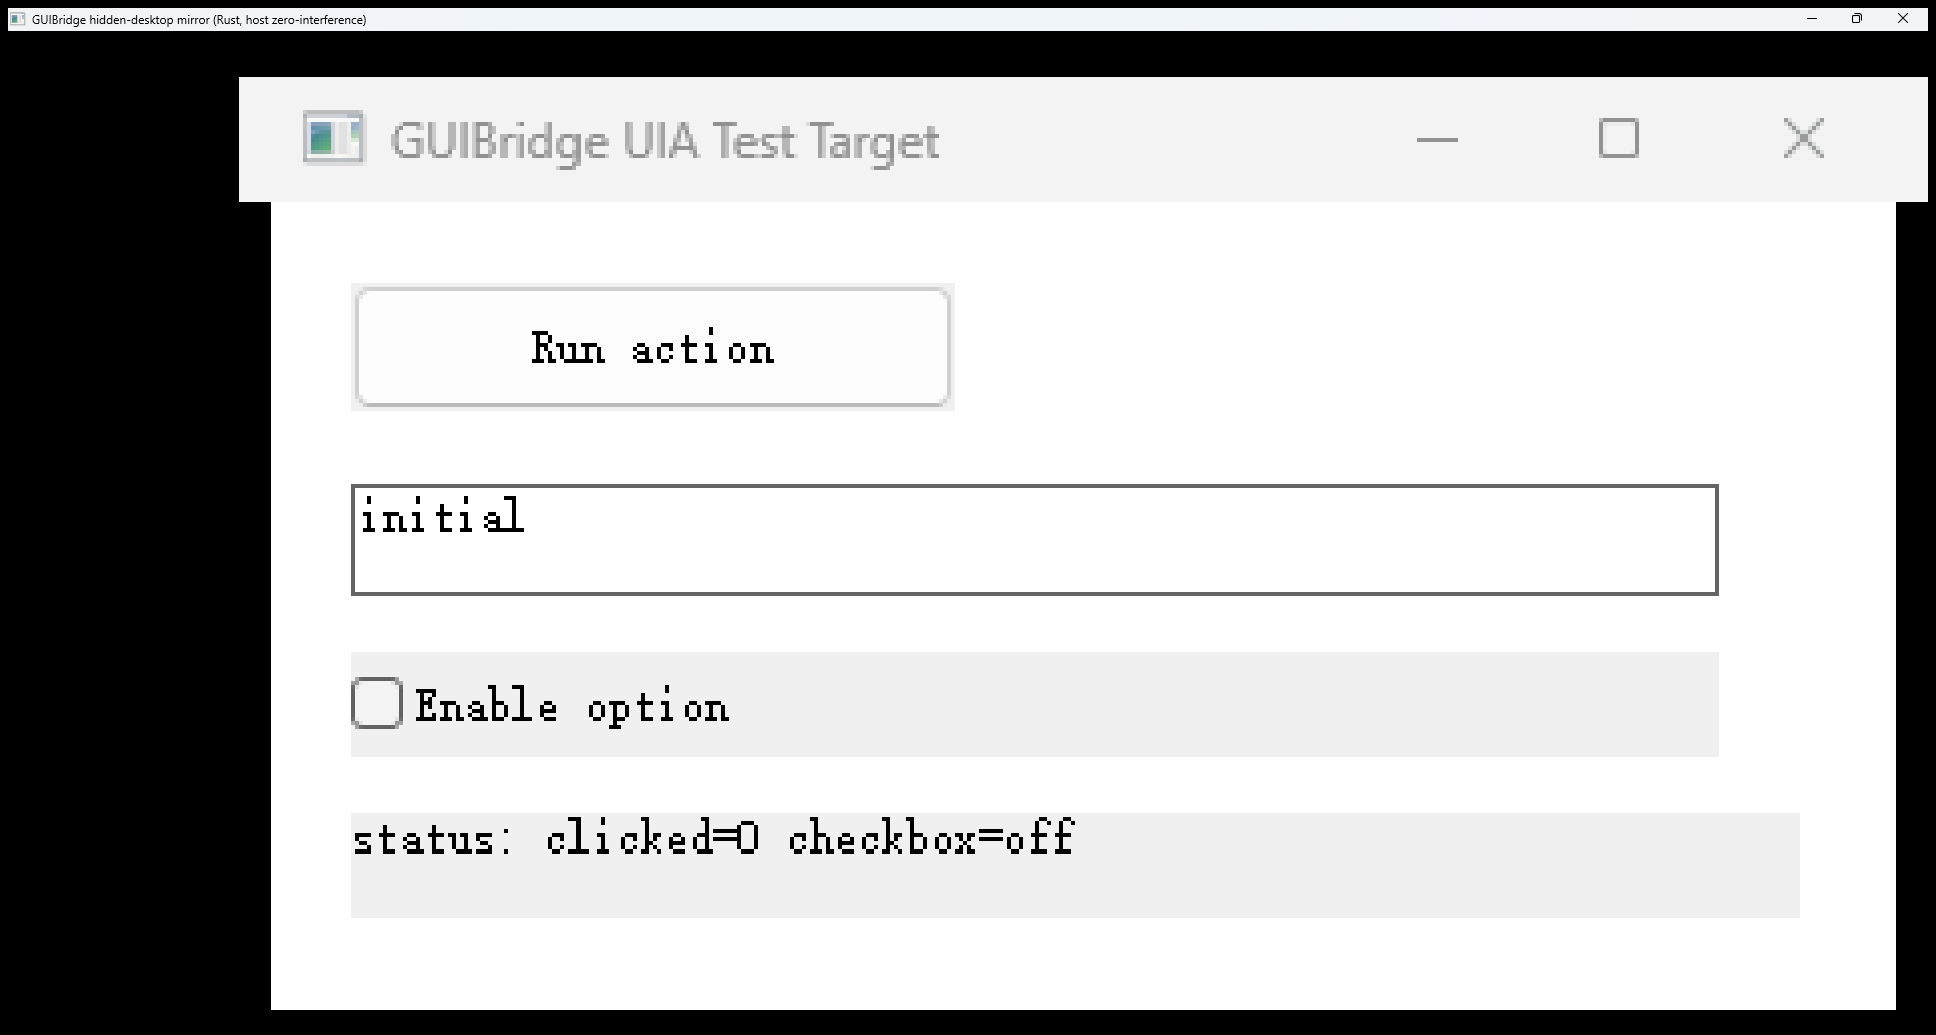 GUIBridge hidden-desktop mirror (Rust, host zero-interference)
GUIBridge UIA Test Target
Run action
initial
Enable option
status: clicked=0 checkbox=off